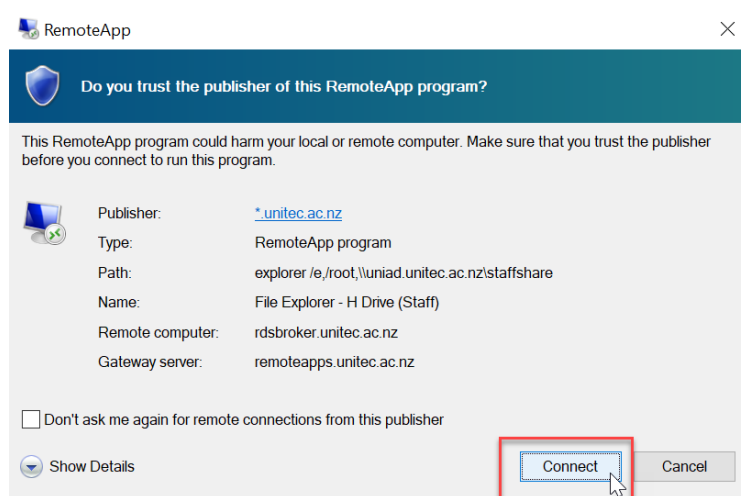 RemoteApp
Do you trust the publisher of this RemoteApp program?
This RemoteApp program could harm your local or remote computer. Make sure that you trust the publisher
before you connect to run this program.
Publisher: *.unitec.ac.nz
Type: RemoteApp program
Path: explorer /e,/root,\\uniad.unitec.ac.nz\staffshare
Name: File Explorer - H Drive (Staff)
Remote computer: rdsbroker.unitec.ac.nz
Gateway server: remoteapps.unitec.ac.nz
Don't ask me again for remote connections from this publisher
Show Details Connect Cancel